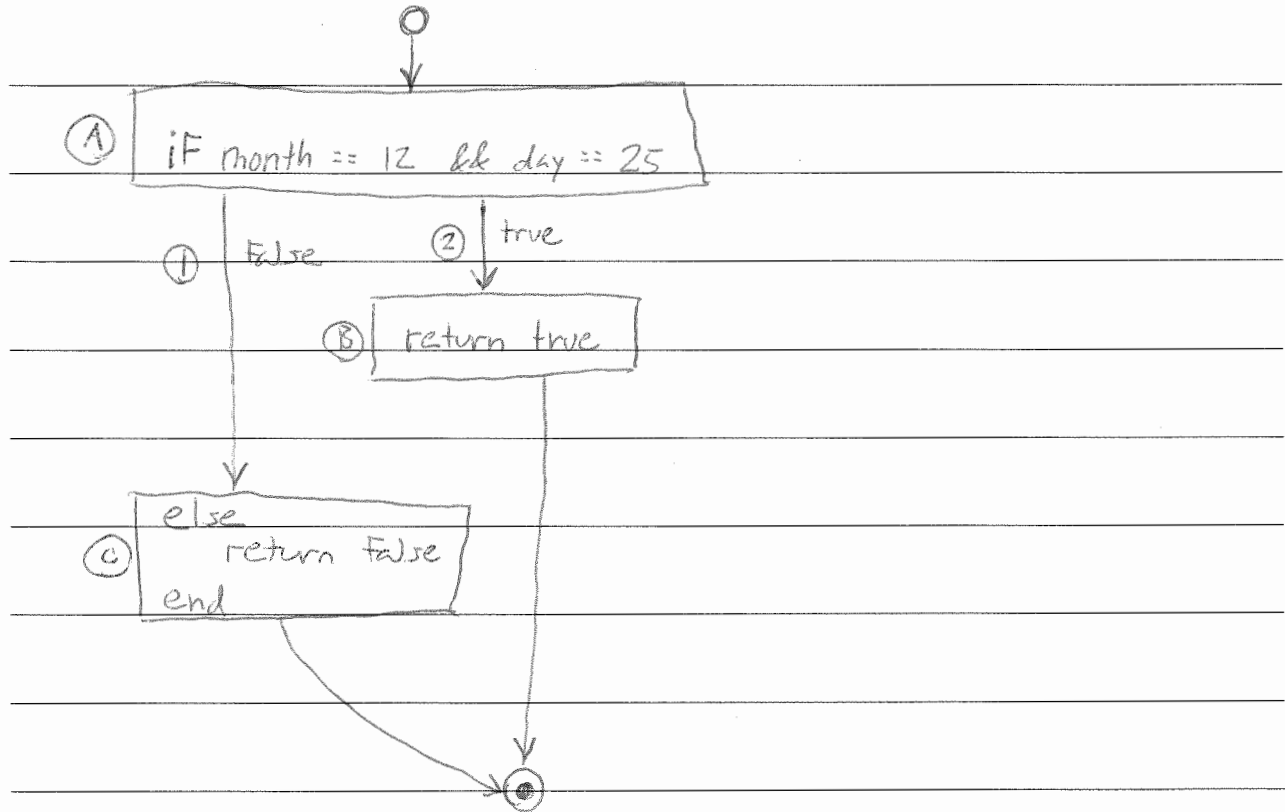 A if month == 12 && day == 25
1 False 2 true
B return true
else
C return False
end